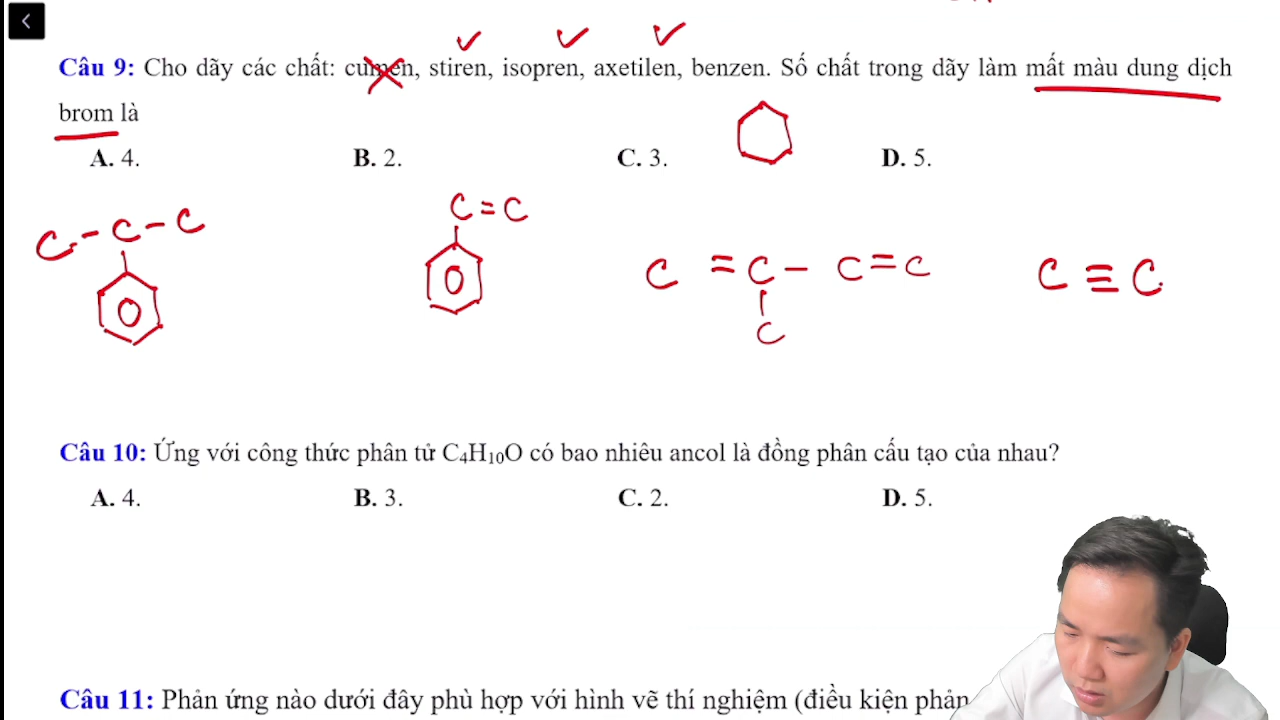 Câu 9: Cho dãy các chất: cumen, stiren, isopren, axetilen, benzen. Số chất trong dãy làm mất màu dung dịch
brom là
A. 4. B. 2. C. 3. D. 5.
C - C - C
C = C
C = C - C = C
C
C ≡ C
Câu 10: Ứng với công thức phân tử C₄H₁₀O có bao nhiêu ancol là đồng phân cấu tạo của nhau?
A. 4. B. 3. C. 2. D. 5.
Câu 11: Phản ứng nào dưới đây phù hợp với hình vẽ thí nghiệm (điều kiện phản